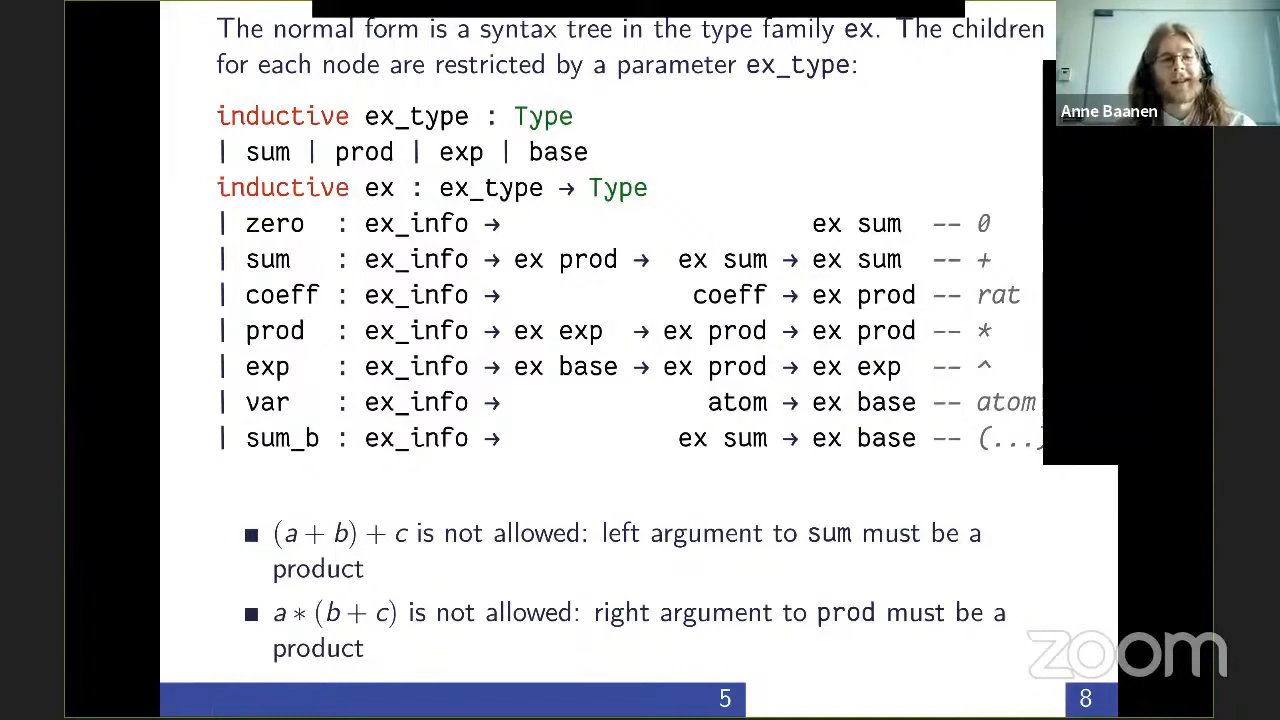 The normal form is a syntax tree in the type family ex. The children
for each node are restricted by a parameter ex_type:
inductive ex_type : Type
| sum | prod | exp | base
inductive ex : ex_type → Type
| zero : ex_info → ex sum -- 0
| sum : ex_info → ex prod → ex sum → ex sum -- +
| coeff : ex_info → coeff → ex prod -- rat
| prod : ex_info → ex exp → ex prod → ex prod -- *
| exp : ex_info → ex base → ex prod → ex exp -- ^
| var : ex_info → atom → ex base -- atom
| sum_b : ex_info → ex sum → ex base -- (...)
■ (a + b) + c is not allowed: left argument to sum must be a
product
■ a ∗ (b + c) is not allowed: right argument to prod must be a
product
5
8
Anne Baanen
zoom